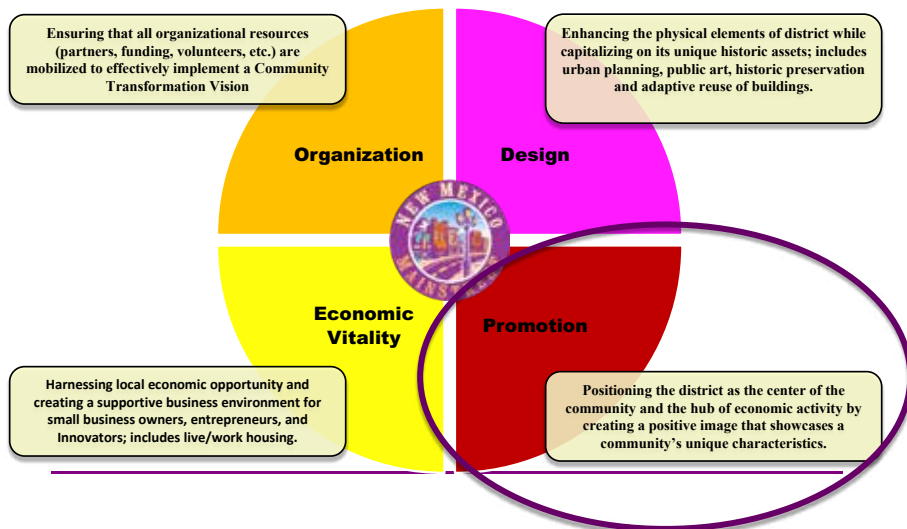 Ensuring that all organizational resources
(partners, funding, volunteers, etc.) are
mobilized to effectively implement a Community
Transformation Vision
Enhancing the physical elements of district while
capitalizing on its unique historic assets; includes
urban planning, public art, historic preservation
and adaptive reuse of buildings.
Organization
Design
NEW MEXICO
Economic
Vitality
Promotion
Harnessing local economic opportunity and
creating a supportive business environment for
small business owners, entrepreneurs, and
Innovators; includes live/work housing.
Positioning the district as the center of the
community and the hub of economic activity by
creating a positive image that showcases a
community’s unique characteristics.